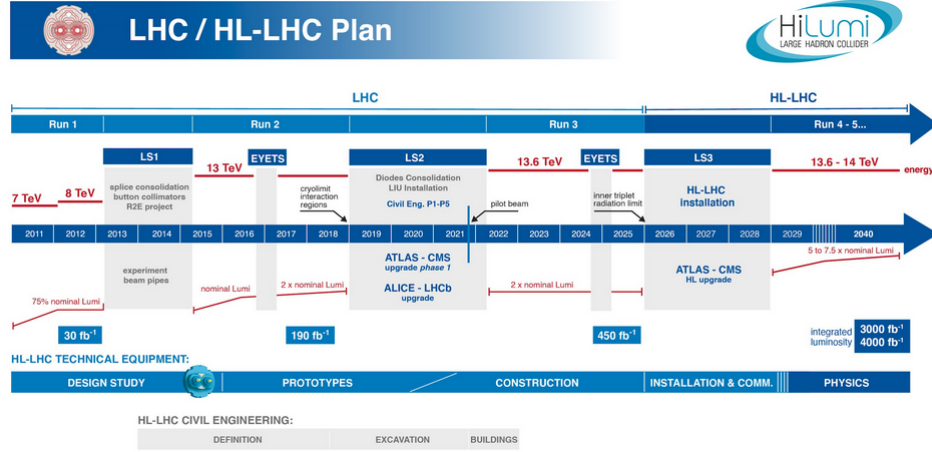 LHC / HL-LHC Plan
HiLumi
LARGE HADRON COLLIDER
LHC
HL-LHC
Run 1
Run 2
Run 3
Run 4 - 5...
LS1
EYETS
LS2
EYETS
LS3
7 TeV
8 TeV
13 TeV
13.6 TeV
13.6 - 14 TeV
energy
splice consolidation
button collimators
R2E project
cryolimit
interaction
regions
Diodes Consolidation
LIU Installation
Civil Eng. P1-P5
pilot beam
inner triplet
radiation limit
HL-LHC
installation
2011
2012
2013
2014
2015
2016
2017
2018
2019
2020
2021
2022
2023
2024
2025
2026
2027
2028
2029
2040
experiment
beam pipes
ATLAS - CMS
upgrade phase 1
ALICE - LHCb
upgrade
ATLAS - CMS
HL upgrade
5 to 7.5 x nominal Lumi
75% nominal Lumi
nominal Lumi
2 x nominal Lumi
2 x nominal Lumi
30 fb-1
190 fb-1
450 fb-1
integrated
luminosity
3000 fb-1
4000 fb-1
HL-LHC TECHNICAL EQUIPMENT:
DESIGN STUDY
PROTOTYPES
CONSTRUCTION
INSTALLATION & COMM.
PHYSICS
HL-LHC CIVIL ENGINEERING:
DEFINITION
EXCAVATION
BUILDINGS